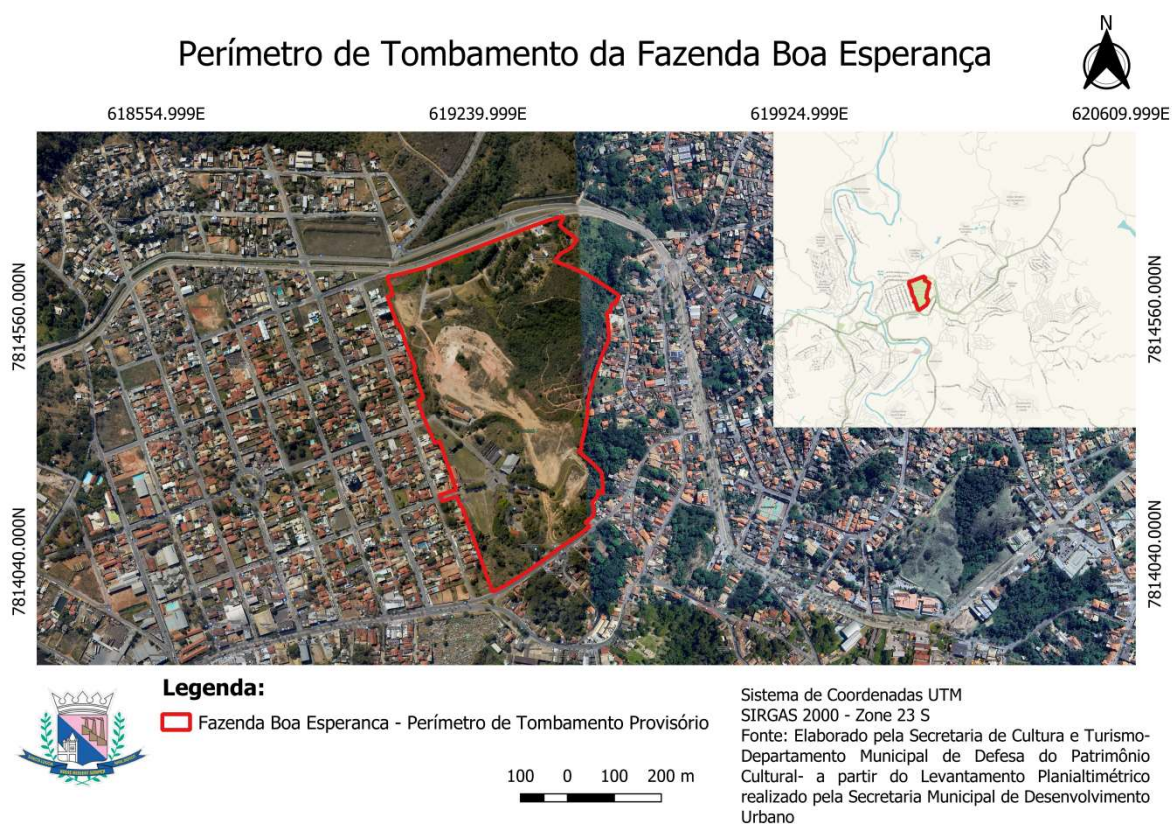 Perímetro de Tombamento da Fazenda Boa Esperança
N
618554.999E 619239.999E 619924.999E 620609.999E
7814560.000N
7814040.000N
7814560.000N
7814040.000N
Legenda:
Fazenda Boa Esperanca - Perímetro de Tombamento Provisório
100 0 100 200 m
Sistema de Coordenadas UTM
SIRGAS 2000 - Zone 23 S
Fonte: Elaborado pela Secretaria de Cultura e Turismo-
Departamento Municipal de Defesa do Patrimônio
Cultural- a partir do Levantamento Planialtimétrico
realizado pela Secretaria Municipal de Desenvolvimento
Urbano